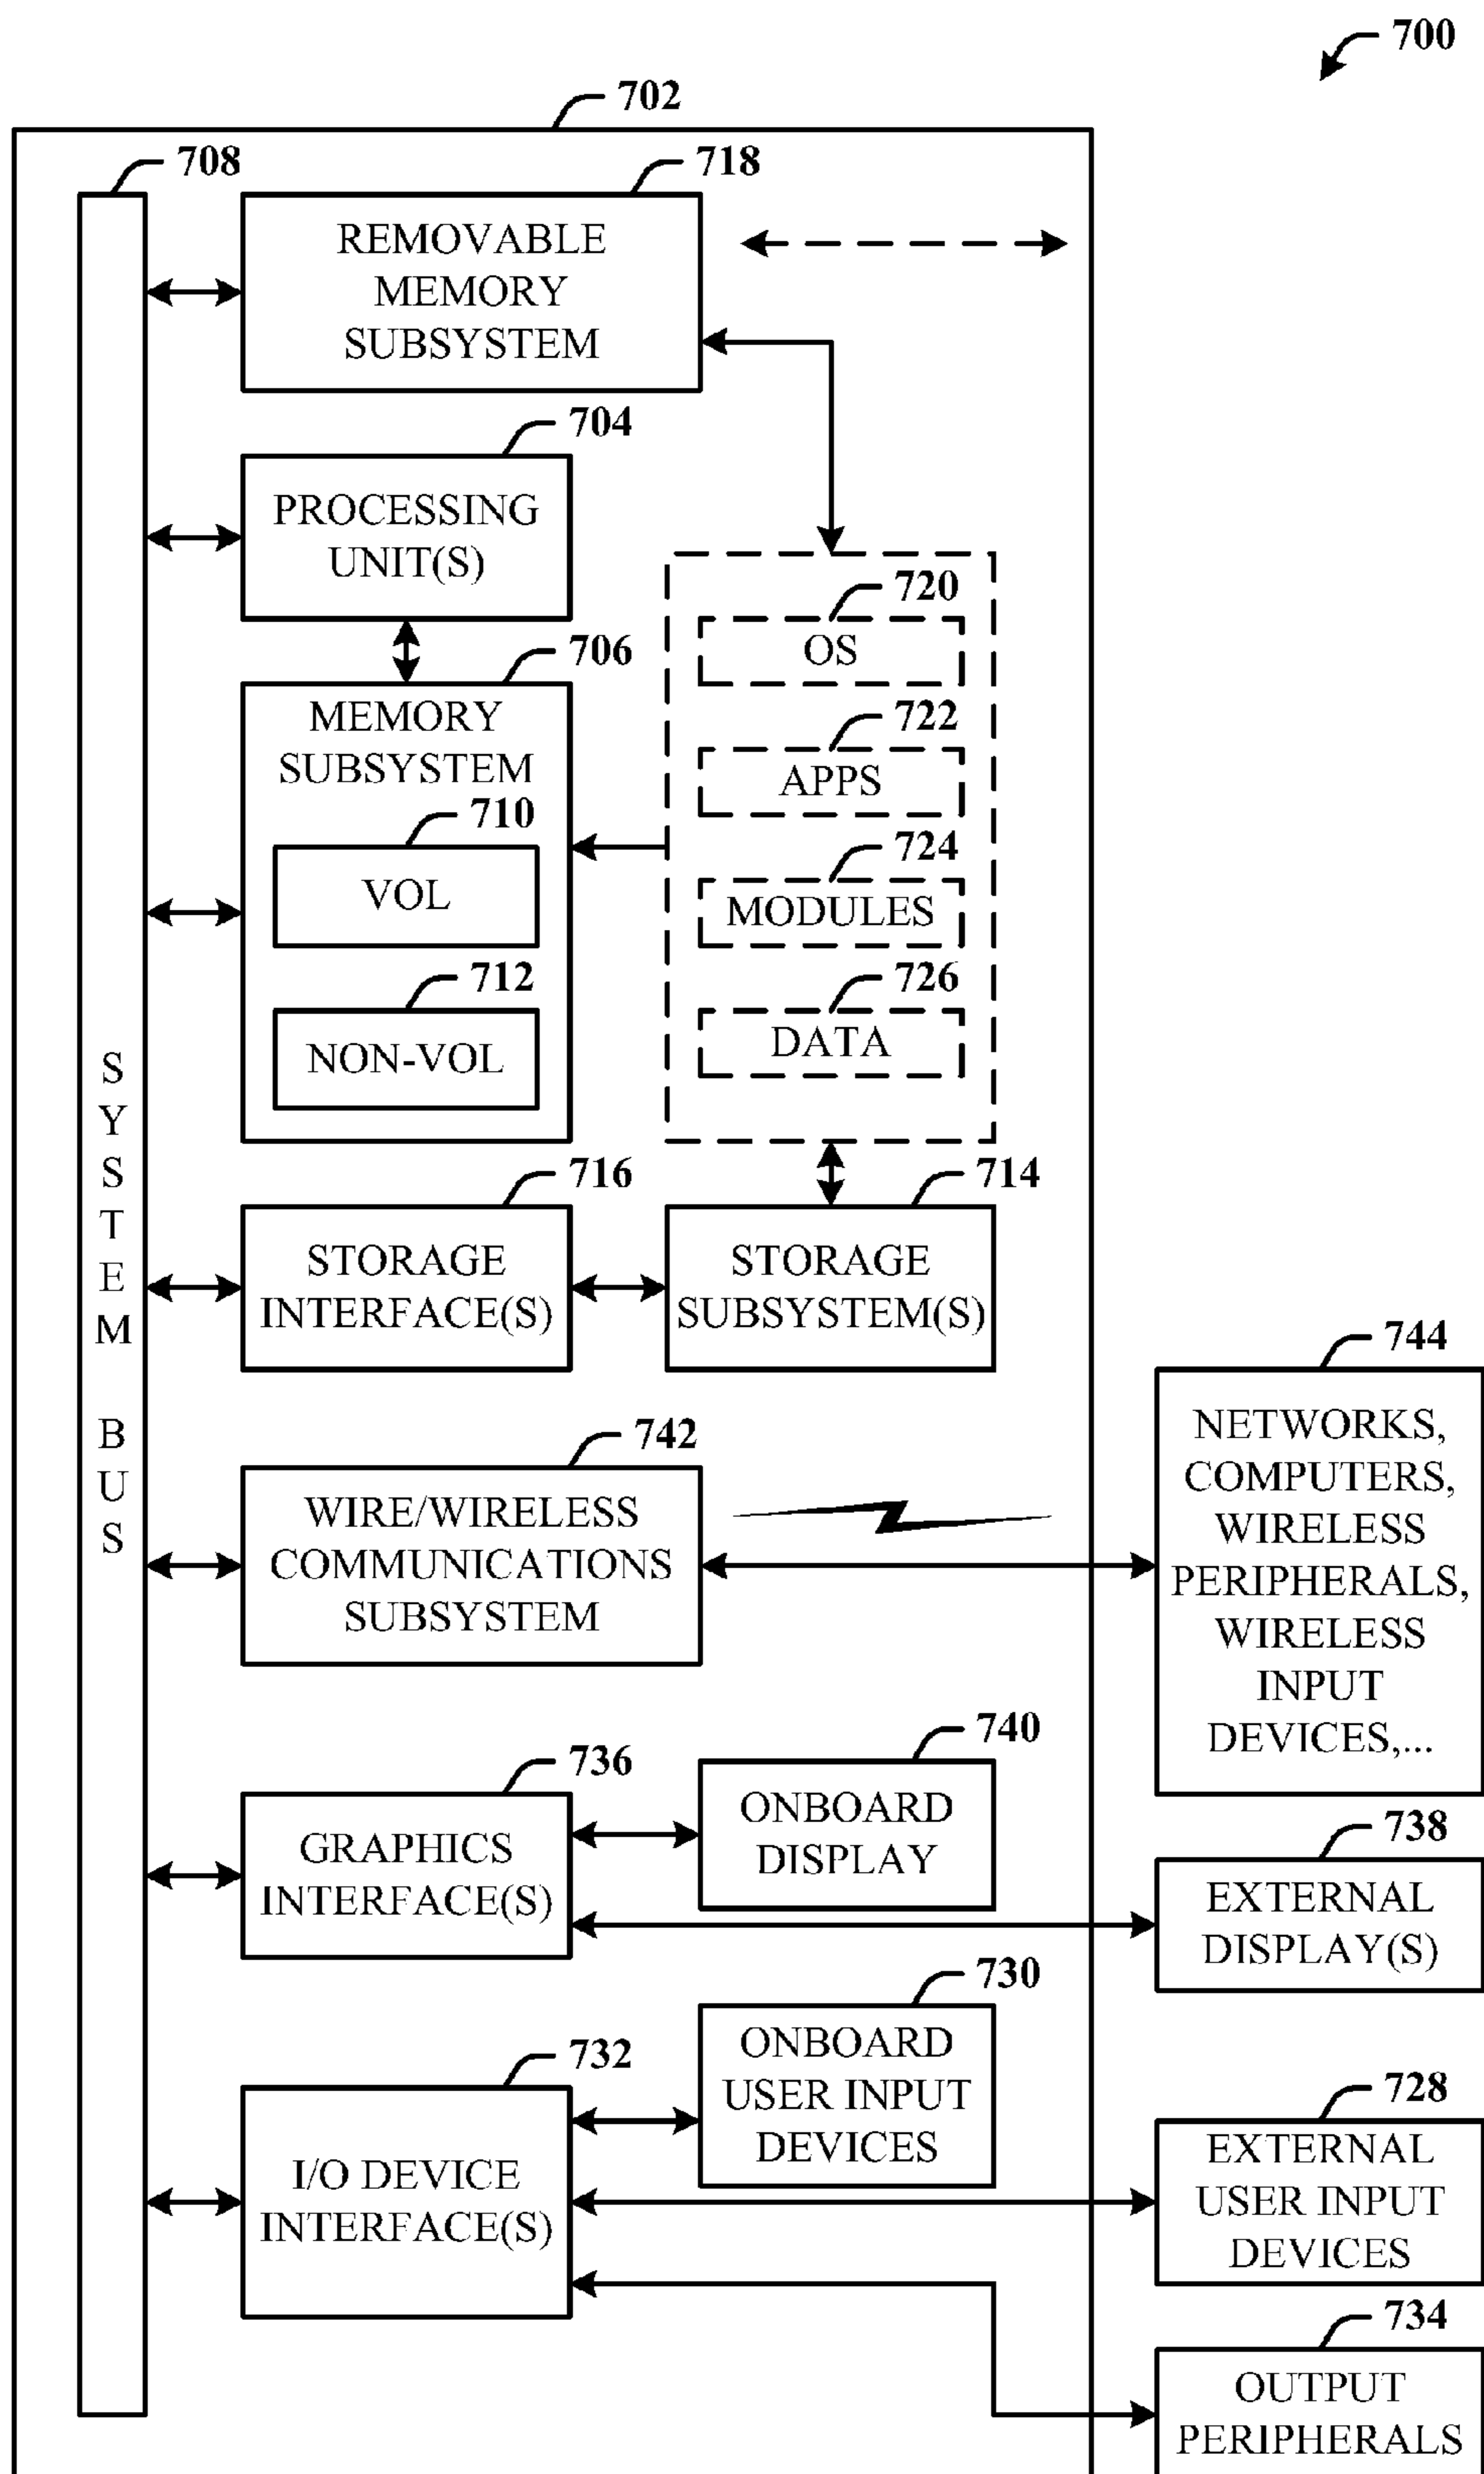 700
702
708
718
REMOVABLE
MEMORY
SUBSYSTEM
704
PROCESSING
UNIT(S)
706
MEMORY
SUBSYSTEM
710
VOL
712
NON-VOL
720
OS
722
APPS
724
MODULES
726
DATA
716
STORAGE
INTERFACE(S)
714
STORAGE
SUBSYSTEM(S)
SYSTEM BUS
742
WIRE/WIRELESS
COMMUNICATIONS
SUBSYSTEM
744
NETWORKS,
COMPUTERS,
WIRELESS
PERIPHERALS,
WIRELESS
INPUT
DEVICES,...
736
GRAPHICS
INTERFACE(S)
740
ONBOARD
DISPLAY
738
EXTERNAL
DISPLAY(S)
732
I/O DEVICE
INTERFACE(S)
730
ONBOARD
USER INPUT
DEVICES
728
EXTERNAL
USER INPUT
DEVICES
734
OUTPUT
PERIPHERALS